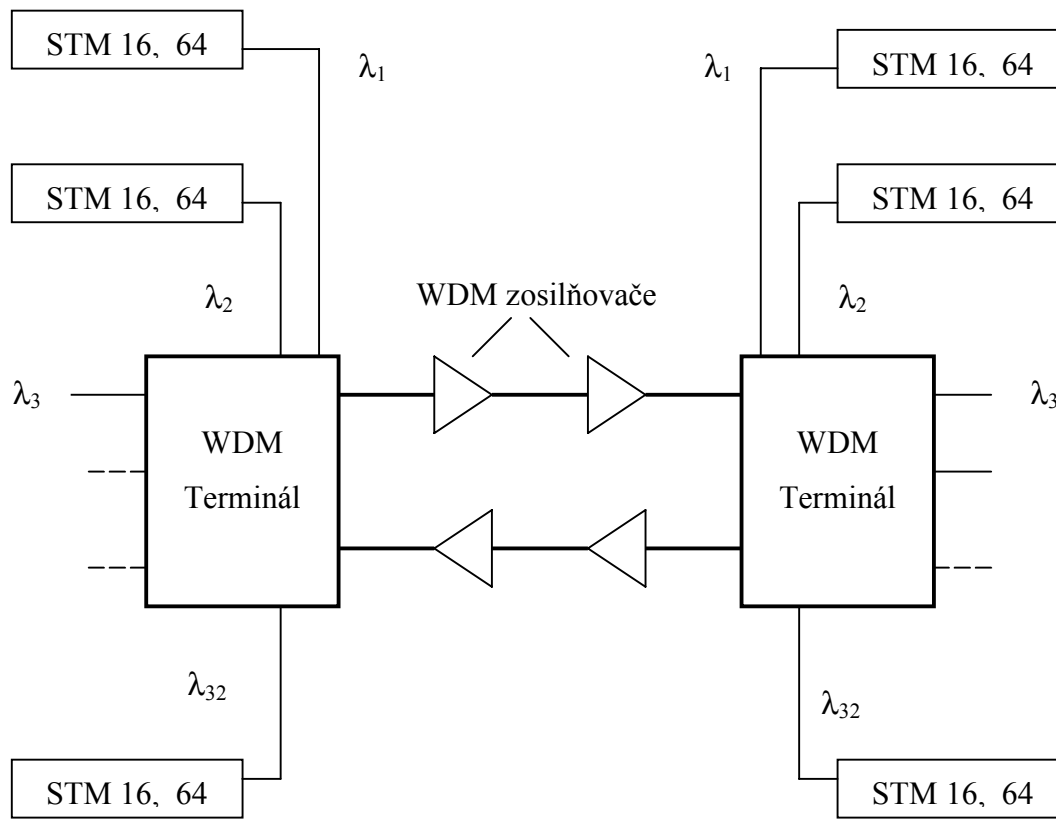 STM 16, 64
STM 16, 64
λ1
λ1
STM 16, 64
STM 16, 64
λ2
WDM zosilňovače
λ2
λ3
λ3
WDM
Terminál
WDM
Terminál
λ32
λ32
STM 16, 64
STM 16, 64